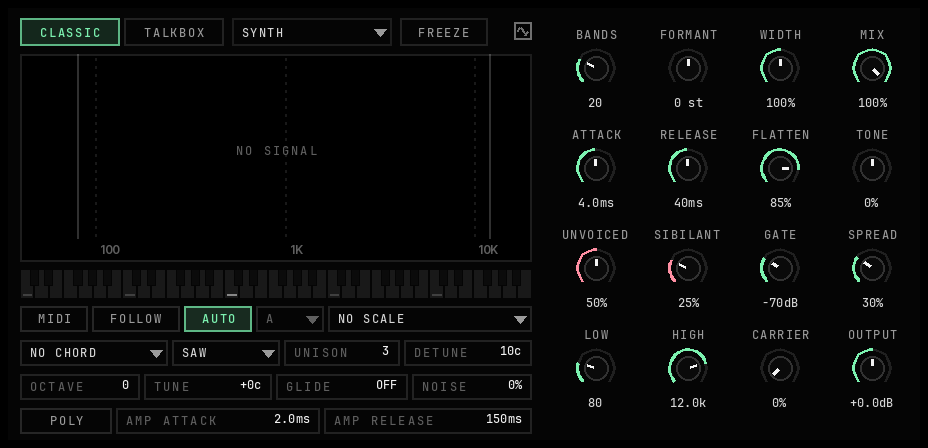 CLASSIC TALKBOX SYNTH FREEZE
NO SIGNAL
100 1K 10K
MIDI FOLLOW AUTO A NO SCALE
NO CHORD SAW UNISON 3 DETUNE 10c
OCTAVE 0 TUNE +0c GLIDE OFF NOISE 0%
POLY AMP ATTACK 2.0ms AMP RELEASE 150ms
BANDS FORMANT WIDTH MIX
20 0 st 100% 100%
ATTACK RELEASE FLATTEN TONE
4.0ms 40ms 85% 0%
UNVOICED SIBILANT GATE SPREAD
50% 25% -70dB 30%
LOW HIGH CARRIER OUTPUT
80 12.0k 0% +0.0dB